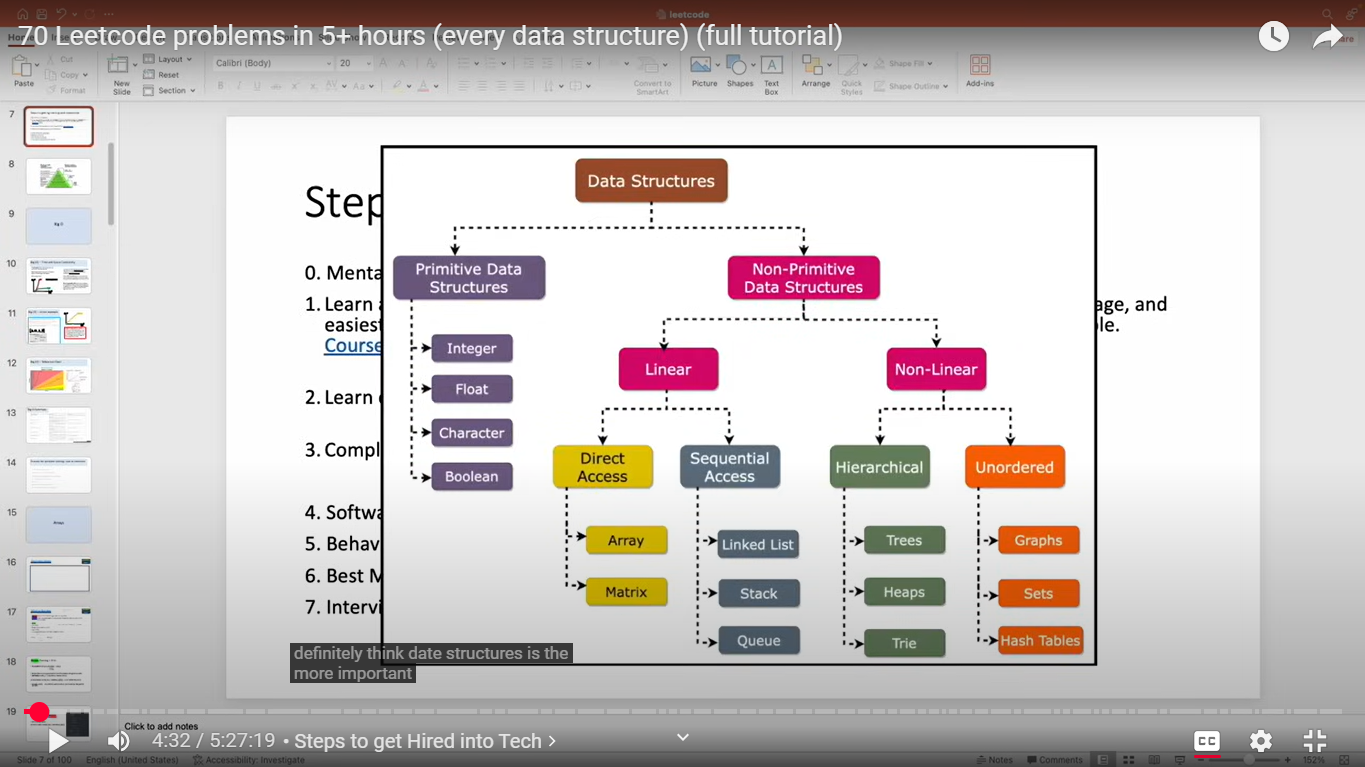 leetcode
70 Leetcode problems in 5+ hours (every data structure) (full tutorial)
Cut
Copy
Format
Paste
New
Slide
Layout
Reset
Section
Calibri (Body)
20
Convert to
SmartArt
Picture
Shapes
Text
Box
Arrange
Quick
Styles
Shape Fill
Shape Outline
Add-ins
7
8
9
10
11
12
13
14
15
16
17
18
19
Step
0. Menta
1. Learn
age, and
easiest
le.
Course
2. Learn
3. Compl
4. Softwa
5. Behav
6. Best M
7. Intervi
Data Structures
Primitive Data
Structures
Non-Primitive
Data Structures
Integer
Float
Character
Boolean
Linear
Non-Linear
Direct
Access
Sequential
Access
Hierarchical
Unordered
Array
Linked List
Trees
Graphs
Matrix
Stack
Heaps
Sets
Queue
Trie
Hash Tables
definitely think date structures is the
more important
Click to add notes
4:32 / 5:27:19 • Steps to get Hired into Tech >
CC
Slide 7 of 100
English (United States)
Accessibility: Investigate
Notes
Comments
152%